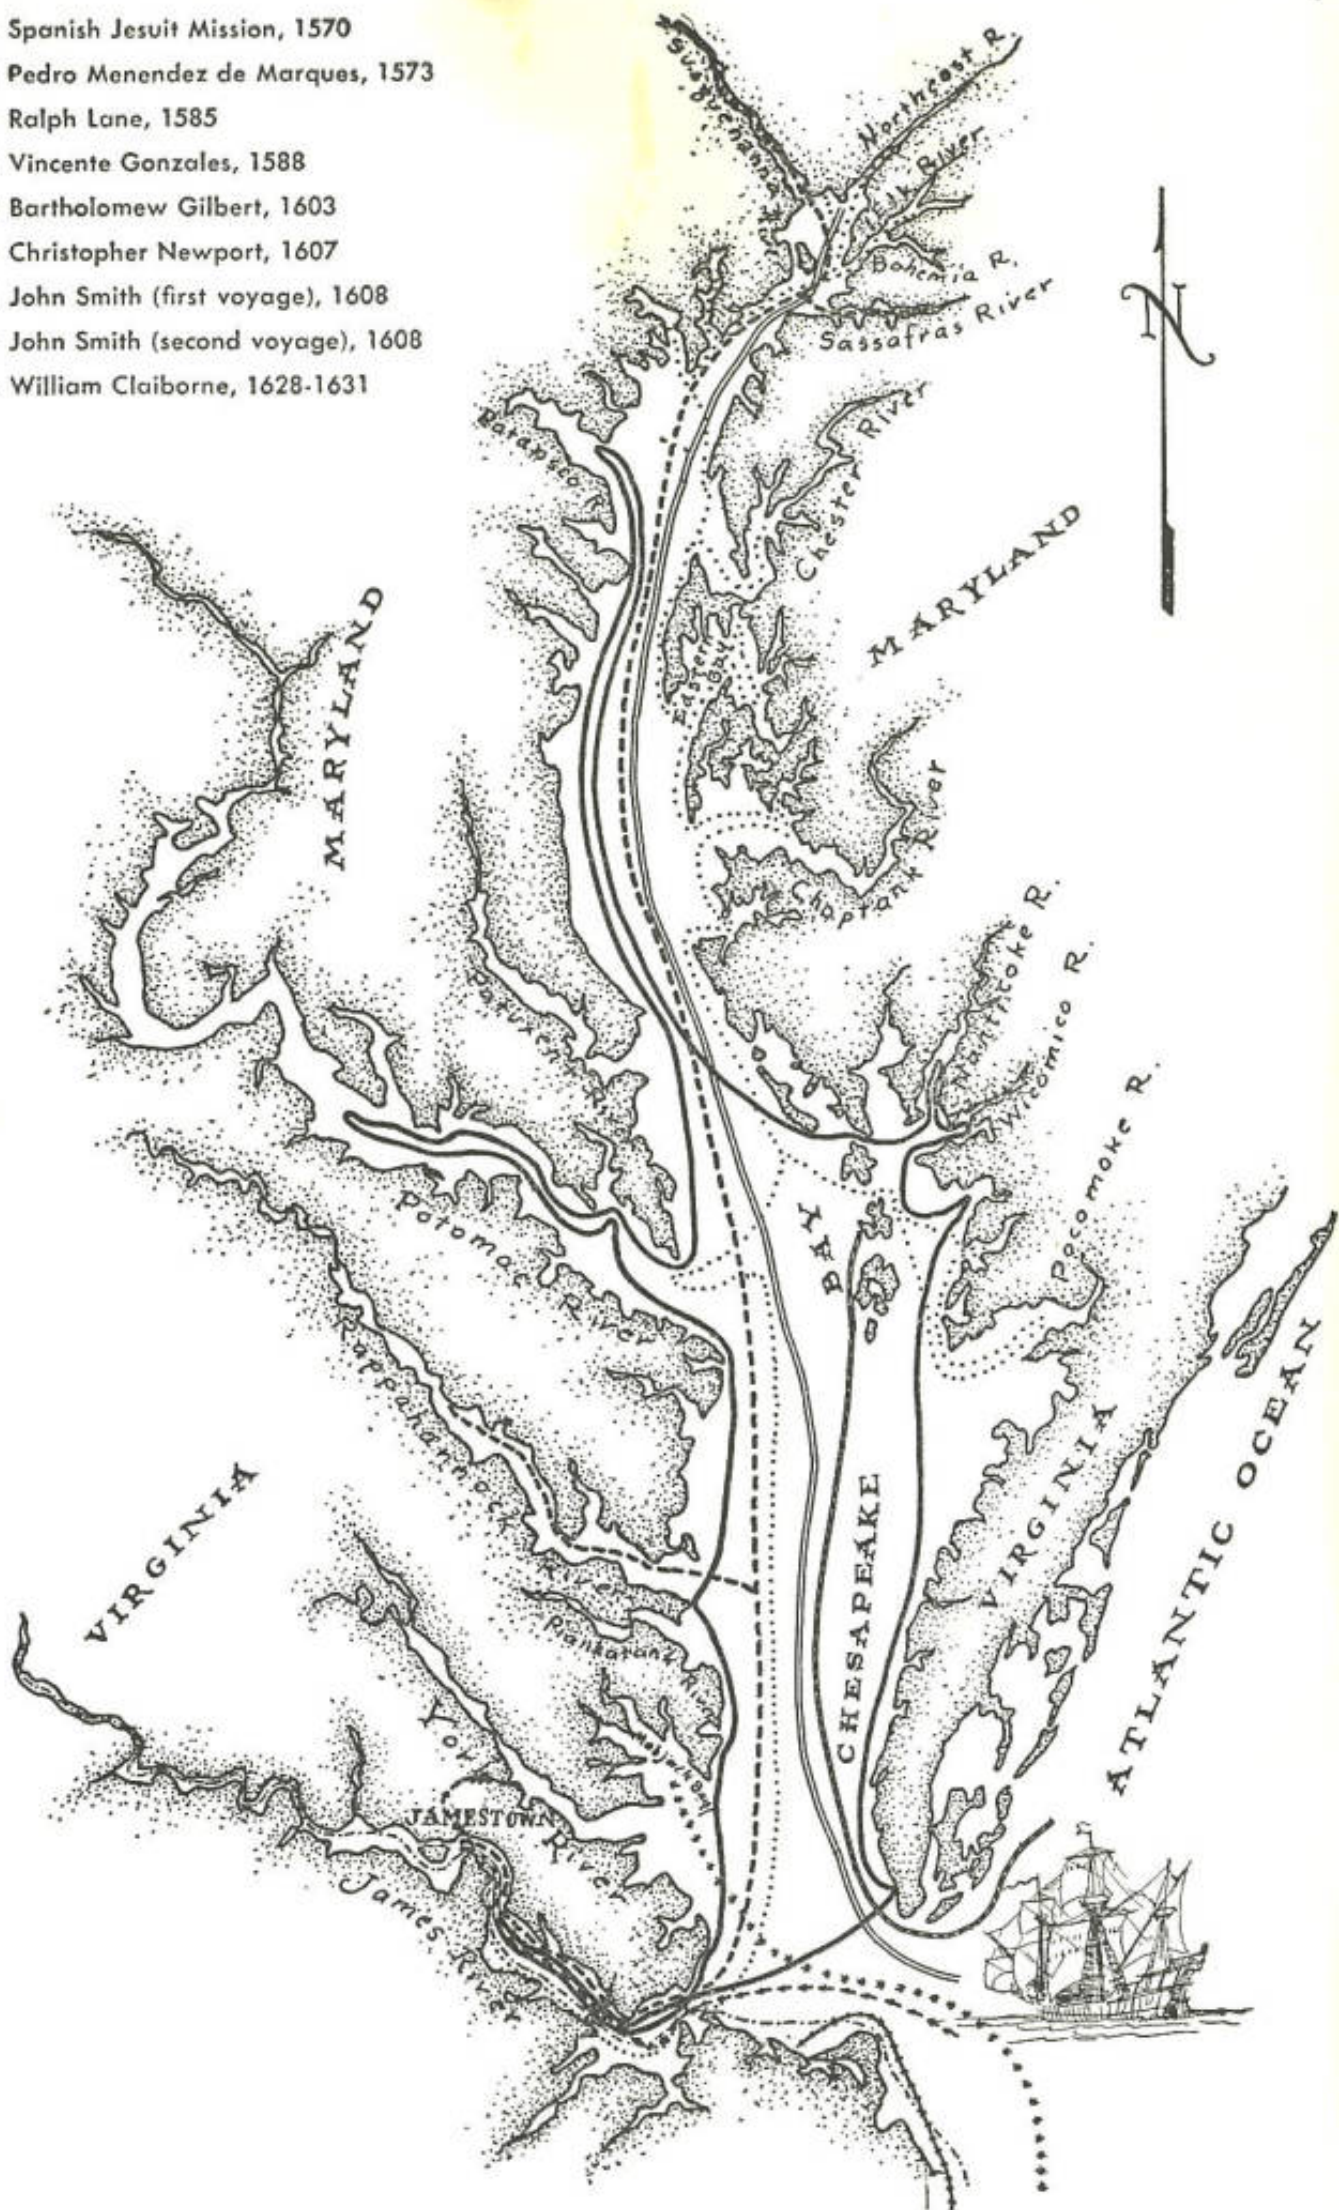 Spanish Jesuit Mission, 1570
Pedro Menendez de Marques, 1573
Ralph Lane, 1585
Vincente Gonzales, 1588
Bartholomew Gilbert, 1603
Christopher Newport, 1607
John Smith (first voyage), 1608
John Smith (second voyage), 1608
William Claiborne, 1628-1631
Susquehanna R.
Northeast R.
Elk River
Bohemia R.
Sassafras River
N
Patapsco R.
Chester River
MARYLAND
MARYLAND
Eastern Bay
Choptank River
Nanticoke R.
Wicomico R.
Patuxent R.
Pocomoke R.
Potomac River
CHESAPEAKE BAY
Rappahannock River
VIRGINIA
VIRGINIA
ATLANTIC OCEAN
Piankatank River
Mobjack Bay
York River
JAMESTOWN
James River